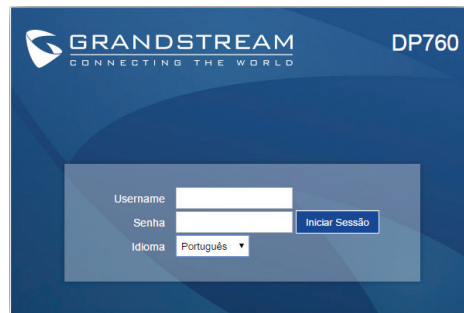 GRANDSTREAM
CONNECTING THE WORLD
DP760
Username
Senha
Iniciar Sessão
Idioma
Português